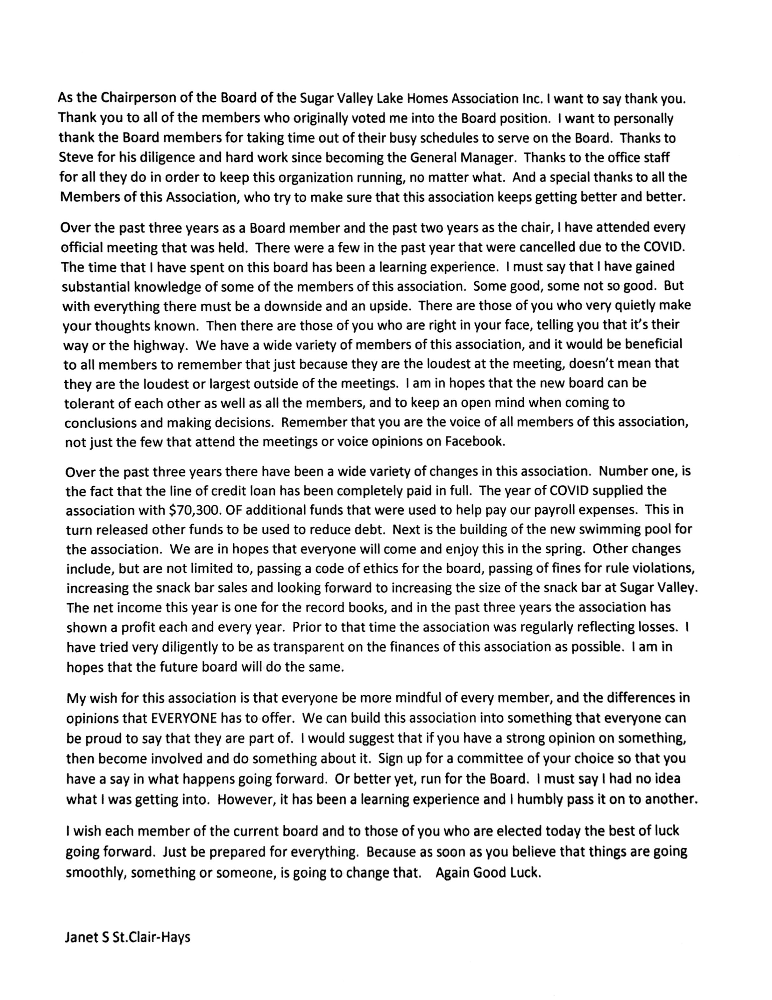 As the Chairperson of the Board of the Sugar Valley Lake Homes Association Inc. I want to say thank you.
Thank you to all of the members who originally voted me into the Board position.  I want to personally
thank the Board members for taking time out of their busy schedules to serve on the Board.  Thanks to
Steve for his diligence and hard work since becoming the General Manager.  Thanks to the office staff
for all they do in order to keep this organization running, no matter what.  And a special thanks to all the
Members of this Association, who try to make sure that this association keeps getting better and better.
Over the past three years as a Board member and the past two years as the chair, I have attended every
official meeting that was held.  There were a few in the past year that were cancelled due to the COVID.
The time that I have spent on this board has been a learning experience.  I must say that I have gained
substantial knowledge of some of the members of this association.  Some good, some not so good.  But
with everything there must be a downside and an upside.  There are those of you who very quietly make
your thoughts known.  Then there are those of you who are right in your face, telling you that it's their
way or the highway.  We have a wide variety of members of this association, and it would be beneficial
to all members to remember that just because they are the loudest at the meeting, doesn't mean that
they are the loudest or largest outside of the meetings.  I am in hopes that the new board can be
tolerant of each other as well as all the members, and to keep an open mind when coming to
conclusions and making decisions.  Remember that you are the voice of all members of this association,
not just the few that attend the meetings or voice opinions on Facebook.
Over the past three years there have been a wide variety of changes in this association.  Number one, is
the fact that the line of credit loan has been completely paid in full.  The year of COVID supplied the
association with $70,300. OF additional funds that were used to help pay our payroll expenses.  This in
turn released other funds to be used to reduce debt.  Next is the building of the new swimming pool for
the association.  We are in hopes that everyone will come and enjoy this in the spring.  Other changes
include, but are not limited to, passing a code of ethics for the board, passing of fines for rule violations,
increasing the snack bar sales and looking forward to increasing the size of the snack bar at Sugar Valley.
The net income this year is one for the record books, and in the past three years the association has
shown a profit each and every year.  Prior to that time the association was regularly reflecting losses.  I
have tried very diligently to be as transparent on the finances of this association as possible.  I am in
hopes that the future board will do the same.
My wish for this association is that everyone be more mindful of every member, and the differences in
opinions that EVERYONE has to offer.  We can build this association into something that everyone can
be proud to say that they are part of.  I would suggest that if you have a strong opinion on something,
then become involved and do something about it.  Sign up for a committee of your choice so that you
have a say in what happens going forward.  Or better yet, run for the Board.  I must say I had no idea
what I was getting into.  However, it has been a learning experience and I humbly pass it on to another.
I wish each member of the current board and to those of you who are elected today the best of luck
going forward.  Just be prepared for everything.  Because as soon as you believe that things are going
smoothly, something or someone, is going to change that.   Again Good Luck.
Janet S St.Clair-Hays